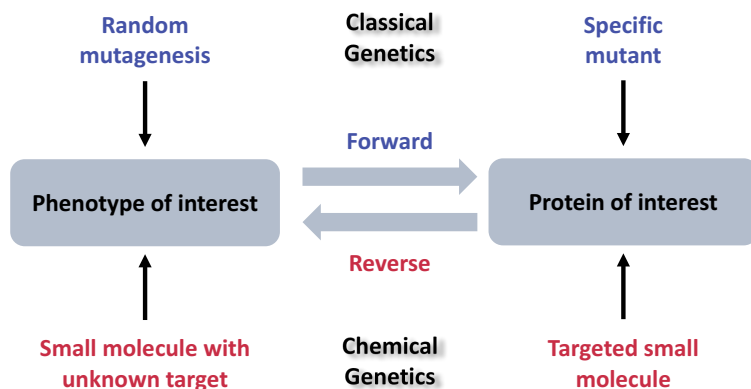 Random
mutagenesis
Classical
Genetics
Specific
mutant
Forward
Phenotype of interest
Protein of interest
Reverse
Small molecule with
unknown target
Chemical
Genetics
Targeted small
molecule